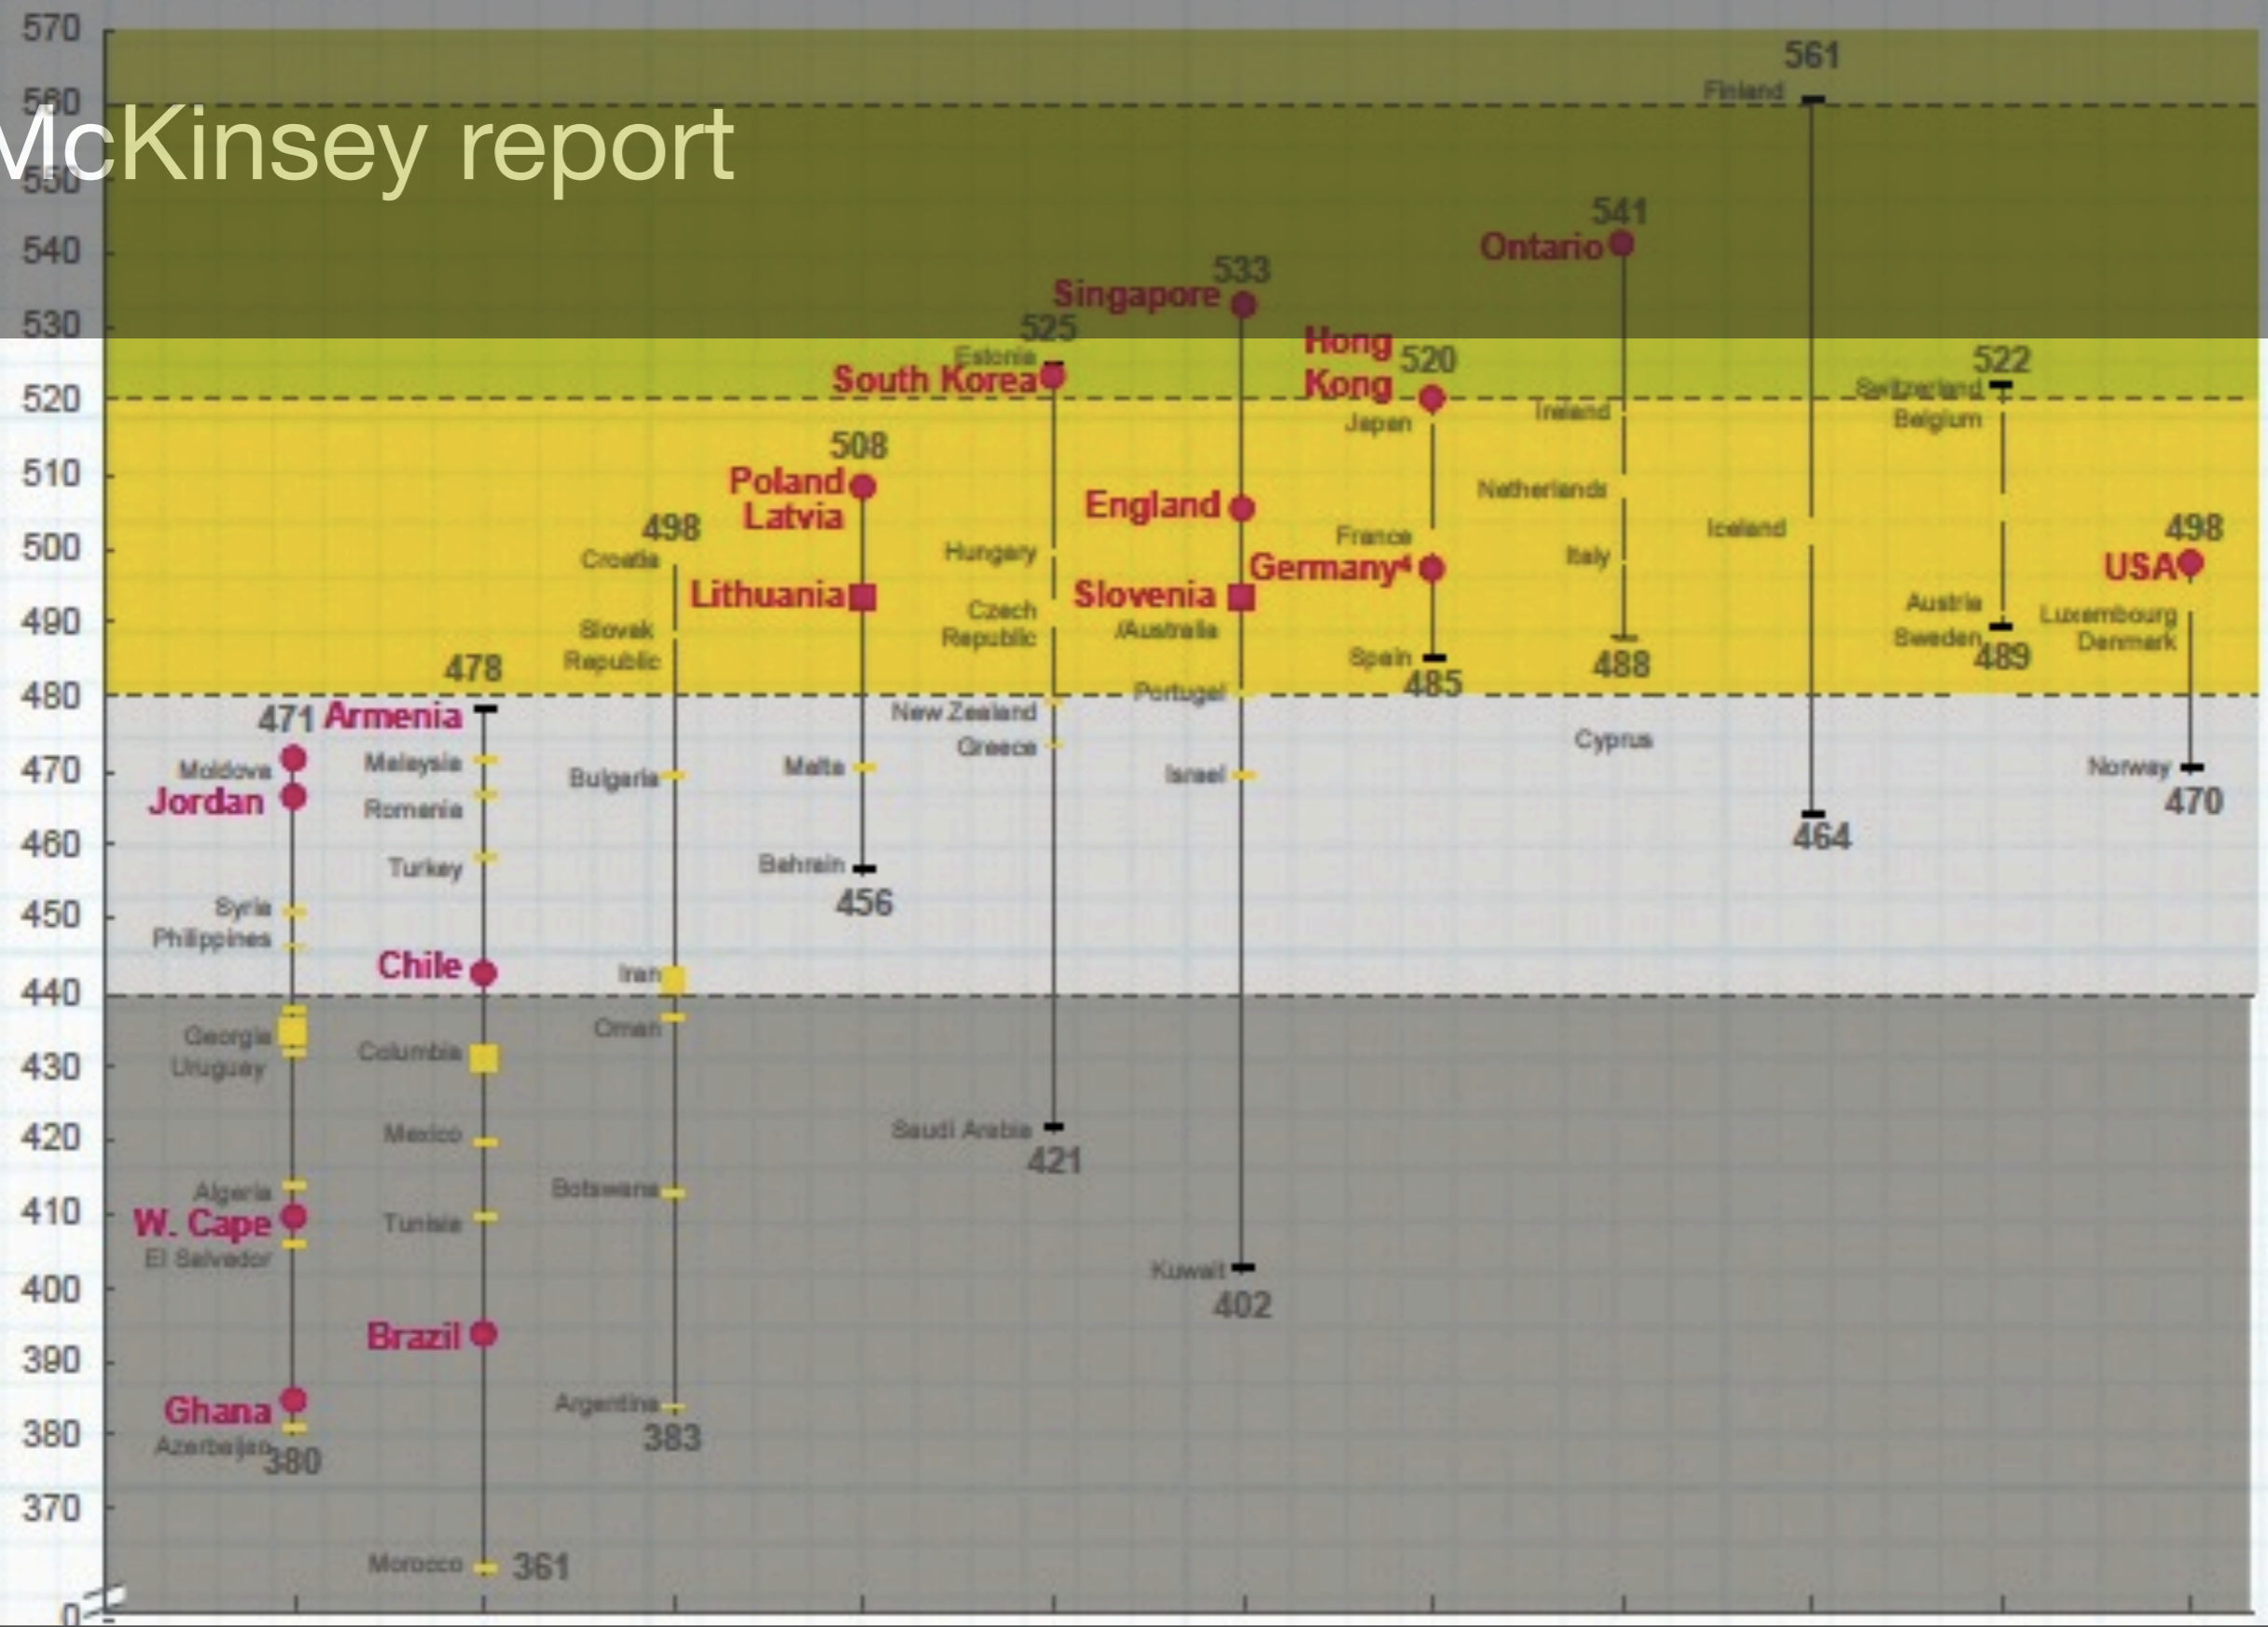 McKinsey report
570
560
550
540
530
520
510
500
490
480
470
460
450
440
430
420
410
400
390
380
370
0
471
Moldova
Jordan
Syria
Philippines
Georgia
Uruguay
Algeria
W. Cape
El Salvador
Ghana
Azerbaijan
380
478
Armenia
Malaysia
Romania
Turkey
Chile
Columbia
Mexico
Tunisia
Brazil
Morocco 361
498
Croatia
Slovak
Republic
Bulgaria
Iran
Oman
Botswana
Argentina
383
508
Poland
Latvia
Lithuania
Malta
Bahrain
456
525
Estonia
South Korea
Hungary
Czech
Republic
New Zealand
Greece
Saudi Arabia
421
533
Singapore
England
Slovenia
/Australia
Portugal
Israel
Kuwait
402
Hong
Kong
520
Japan
France
Germany⁴
Spain
485
541
Ontario
Ireland
Netherlands
Italy
488
Cyprus
561
Finland
Iceland
464
522
Switzerland
Belgium
Austria
Sweden
489
498
USA
Luxembourg
Denmark
Norway
470